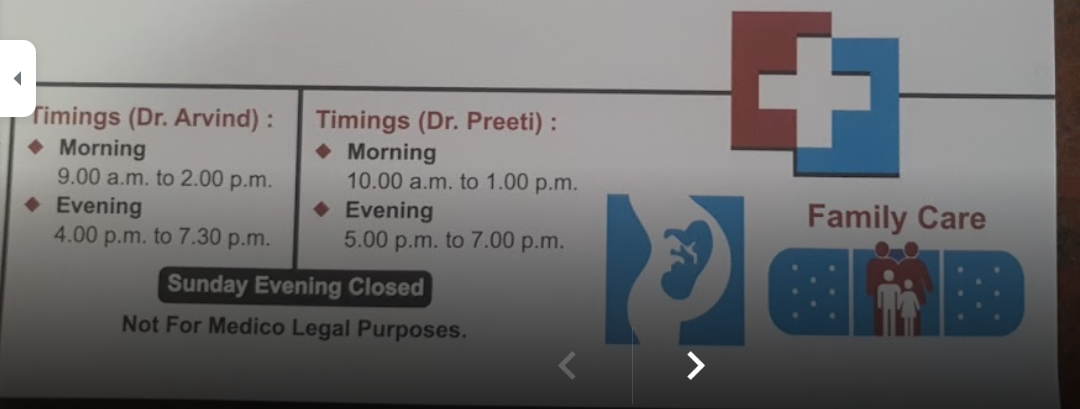 Timings (Dr. Arvind) :
Morning
9.00 a.m. to 2.00 p.m.
Evening
4.00 p.m. to 7.30 p.m.
Timings (Dr. Preeti) :
Morning
10.00 a.m. to 1.00 p.m.
Evening
5.00 p.m. to 7.00 p.m.
Sunday Evening Closed
Not For Medico Legal Purposes.
Family Care